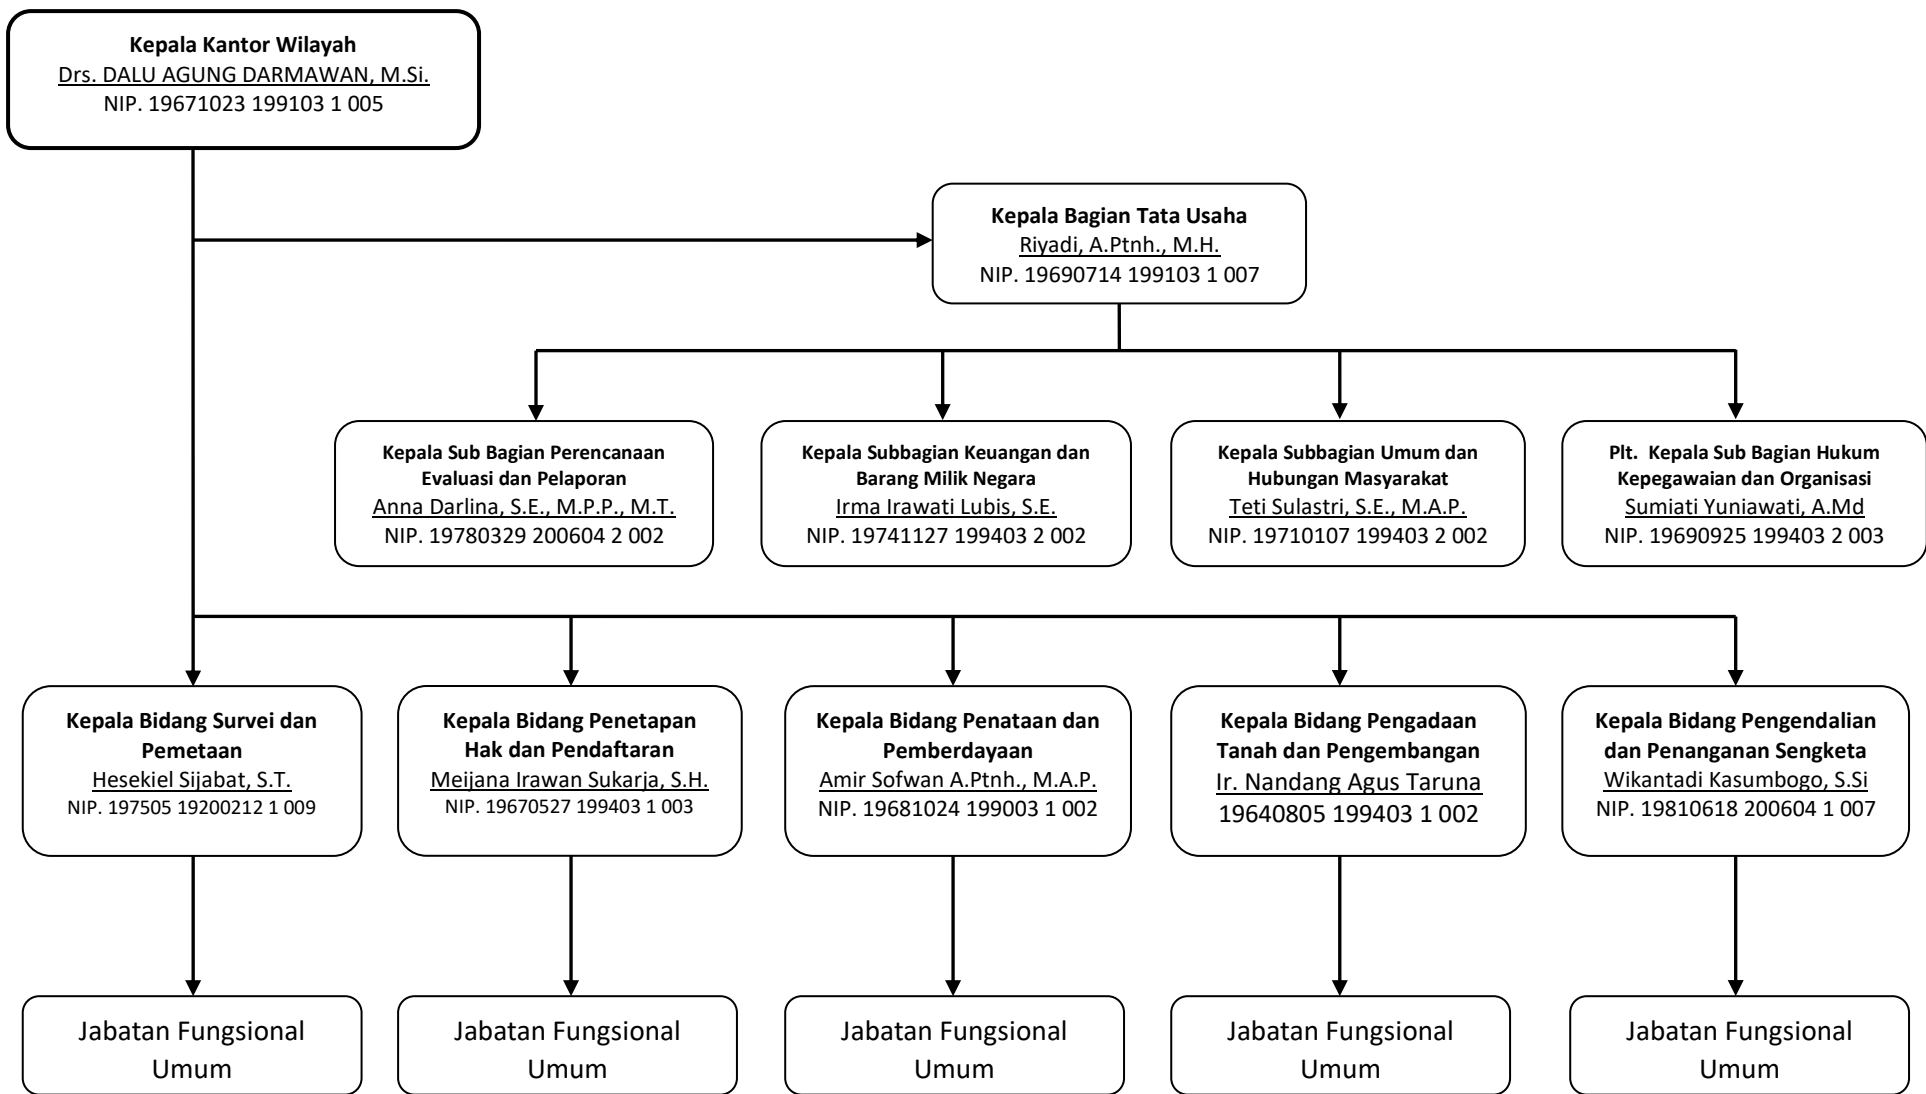 Kepala Kantor Wilayah
Drs. DALU AGUNG DARMAWAN, M.Si.
NIP. 19671023 199103 1 005
Kepala Bagian Tata Usaha
Riyadi, A.Ptnh., M.H.
NIP. 19690714 199103 1 007
Kepala Sub Bagian Perencanaan
Evaluasi dan Pelaporan
Anna Darlina, S.E., M.P.P., M.T.
NIP. 19780329 200604 2 002
Kepala Subbagian Keuangan dan
Barang Milik Negara
Irma Irawati Lubis, S.E.
NIP. 19741127 199403 2 002
Kepala Subbagian Umum dan
Hubungan Masyarakat
Teti Sulastri, S.E., M.A.P.
NIP. 19710107 199403 2 002
Plt. Kepala Sub Bagian Hukum
Kepegawaian dan Organisasi
Sumiati Yuniawati, A.Md
NIP. 19690925 199403 2 003
Kepala Bidang Survei dan
Pemetaan
Hesekiel Sijabat, S.T.
NIP. 197505 19200212 1 009
Kepala Bidang Penetapan
Hak dan Pendaftaran
Meijana Irawan Sukarja, S.H.
NIP. 19670527 199403 1 003
Kepala Bidang Penataan dan
Pemberdayaan
Amir Sofwan A.Ptnh., M.A.P.
NIP. 19681024 199003 1 002
Kepala Bidang Pengadaan
Tanah dan Pengembangan
Ir. Nandang Agus Taruna
19640805 199403 1 002
Kepala Bidang Pengendalian
dan Penanganan Sengketa
Wikantadi Kasumbogo, S.Si
NIP. 19810618 200604 1 007
Jabatan Fungsional
Umum
Jabatan Fungsional
Umum
Jabatan Fungsional
Umum
Jabatan Fungsional
Umum
Jabatan Fungsional
Umum